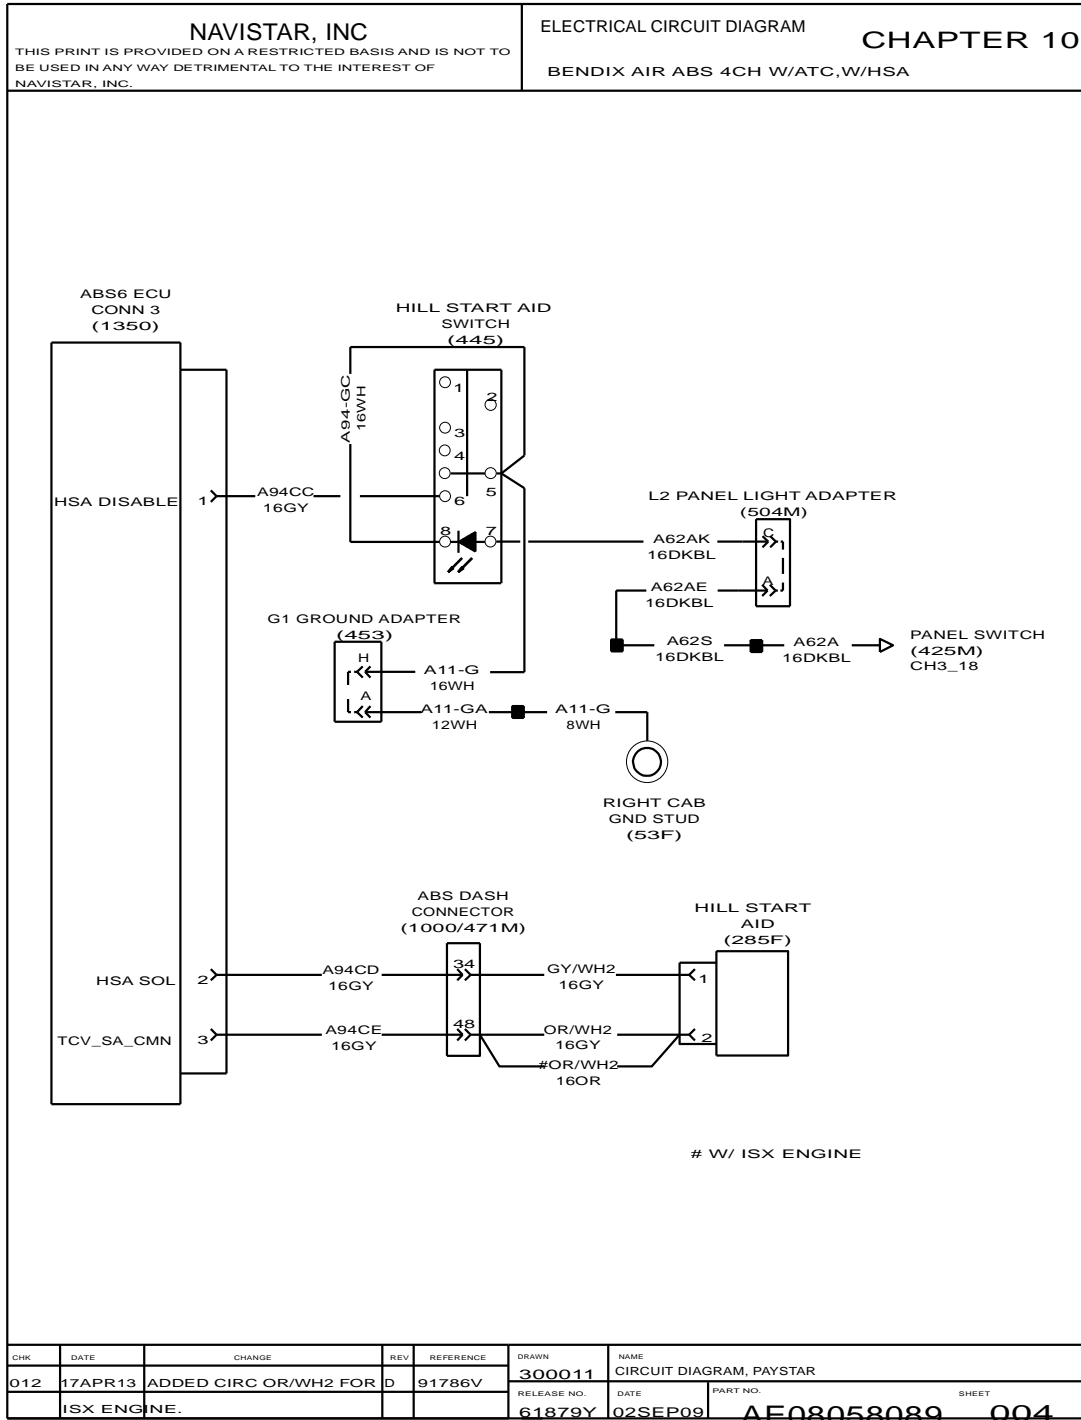 NAVISTAR, INC
THIS PRINT IS PROVIDED ON A RESTRICTED BASIS AND IS NOT TO
BE USED IN ANY WAY DETRIMENTAL TO THE INTEREST OF
NAVISTAR, INC.
ELECTRICAL CIRCUIT DIAGRAM
CHAPTER 10
BENDIX AIR ABS 4CH W/ATC,W/HSA
ABS6 ECU
CONN 3
(1350)
HILL START AID
SWITCH
(445)
A94-GC
16WH
1
2
3
4
5
6
8
7
HSA DISABLE
1
A94CC
16GY
L2 PANEL LIGHT ADAPTER
(504M)
C
A62AK
16DKBL
A
A62AE
16DKBL
A62S
16DKBL
A62A
16DKBL
PANEL SWITCH
(425M)
CH3_18
G1 GROUND ADAPTER
(453)
H
A11-G
16WH
A
A11-GA
12WH
A11-G
8WH
RIGHT CAB
GND STUD
(53F)
ABS DASH
CONNECTOR
(1000/471M)
HILL START
AID
(285F)
HSA SOL
2
A94CD
16GY
34
GY/WH2
16GY
1
TCV_SA_CMN
3
A94CE
16GY
48
OR/WH2
16GY
2
#OR/WH2
16OR
# W/ ISX ENGINE
CHK
DATE
CHANGE
REV
REFERENCE
DRAWN
NAME
012
17APR13
ADDED CIRC OR/WH2 FOR
D
91786V
300011
CIRCUIT DIAGRAM, PAYSTAR
ISX ENGINE.
RELEASE NO.
DATE
PART NO.
SHEET
61879Y
02SEP09
AE08058089
004